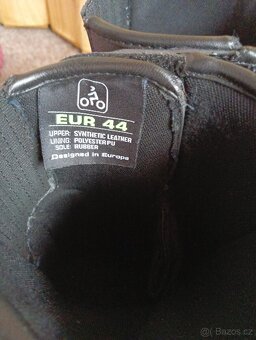 EUR 44
UPPER: SYNTHETIC LEATHER
LINING: POLYESTER PU
SOLE: RUBBER
Designed in Europe
Bazos.cz